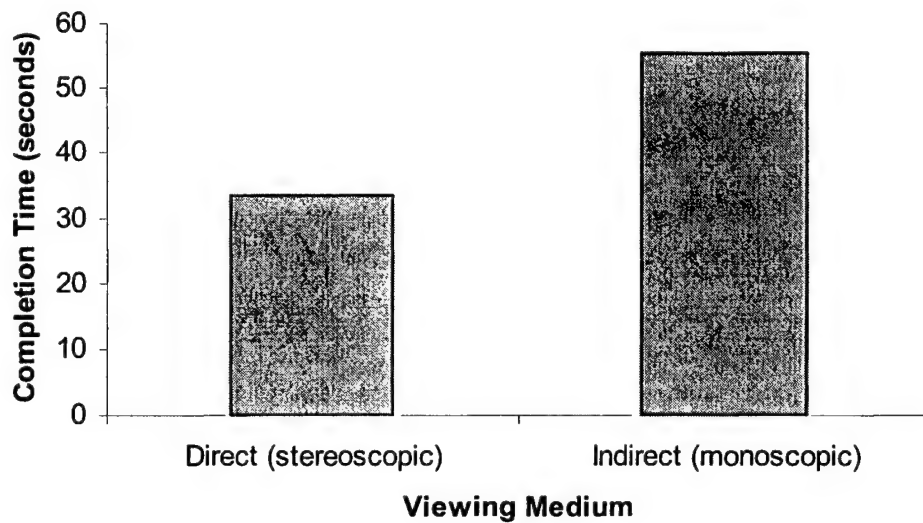 Completion Time (seconds)
60
50
40
30
20
10
0
Direct (stereoscopic)
Indirect (monoscopic)
Viewing Medium